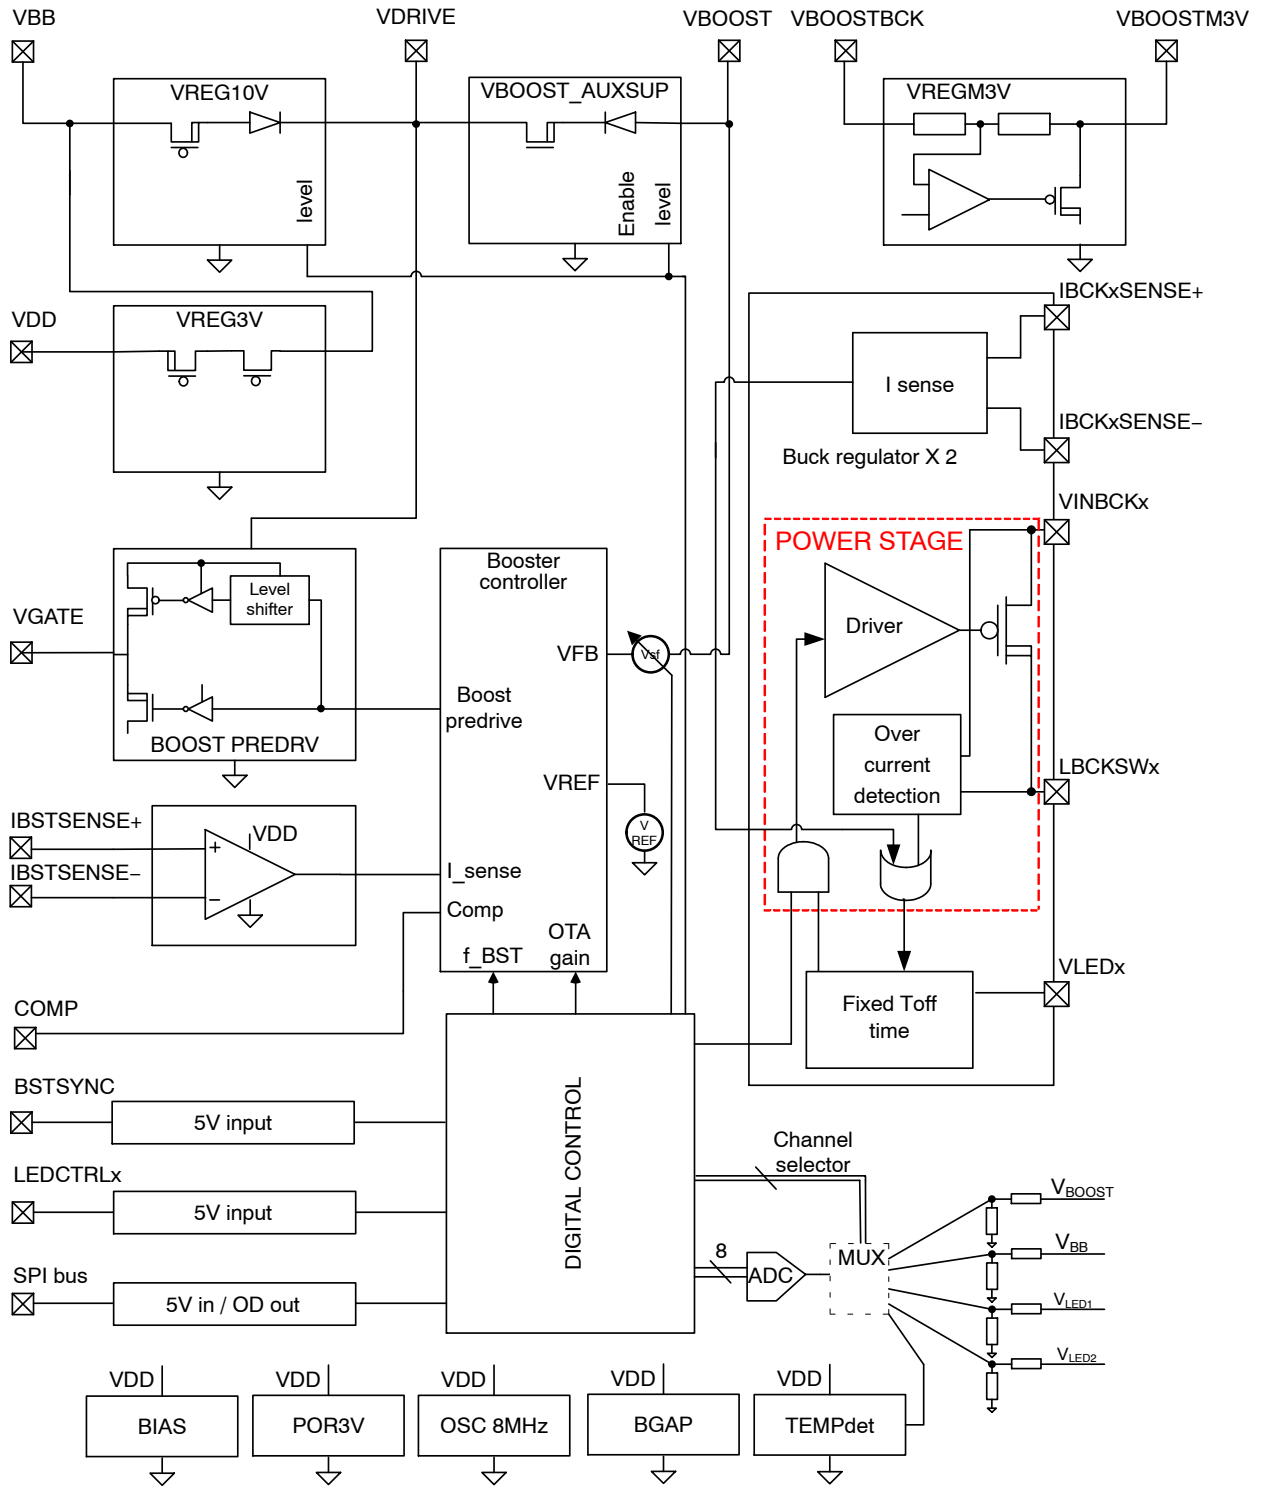 VBB
VDRIVE
VBOOST
VBOOSTBCK
VBOOSTM3V
VREG10V
level
VBOOST_AUXSUP
Enable
level
VREGM3V
VDD
VREG3V
IBCKxSENSE+
I sense
IBCKxSENSE−
Buck regulator X 2
VINBCKx
POWER STAGE
Driver
Over
current
detection
LBCKSWx
VLEDx
Fixed Toff
time
VGATE
Level
shifter
BOOST PREDRV
Booster
controller
VFB
Vsf
Boost
predrive
VREF
V
REF
I_sense
Comp
f_BST
OTA
gain
IBSTSENSE+
IBSTSENSE−
VDD
+
−
COMP
BSTSYNC
5V input
LEDCTRLx
5V input
SPI bus
5V in / OD out
DIGITAL CONTROL
Channel
selector
8
ADC
MUX
VBOOST
VBB
VLED1
VLED2
VDD
BIAS
VDD
POR3V
VDD
OSC 8MHz
VDD
BGAP
VDD
TEMPdet